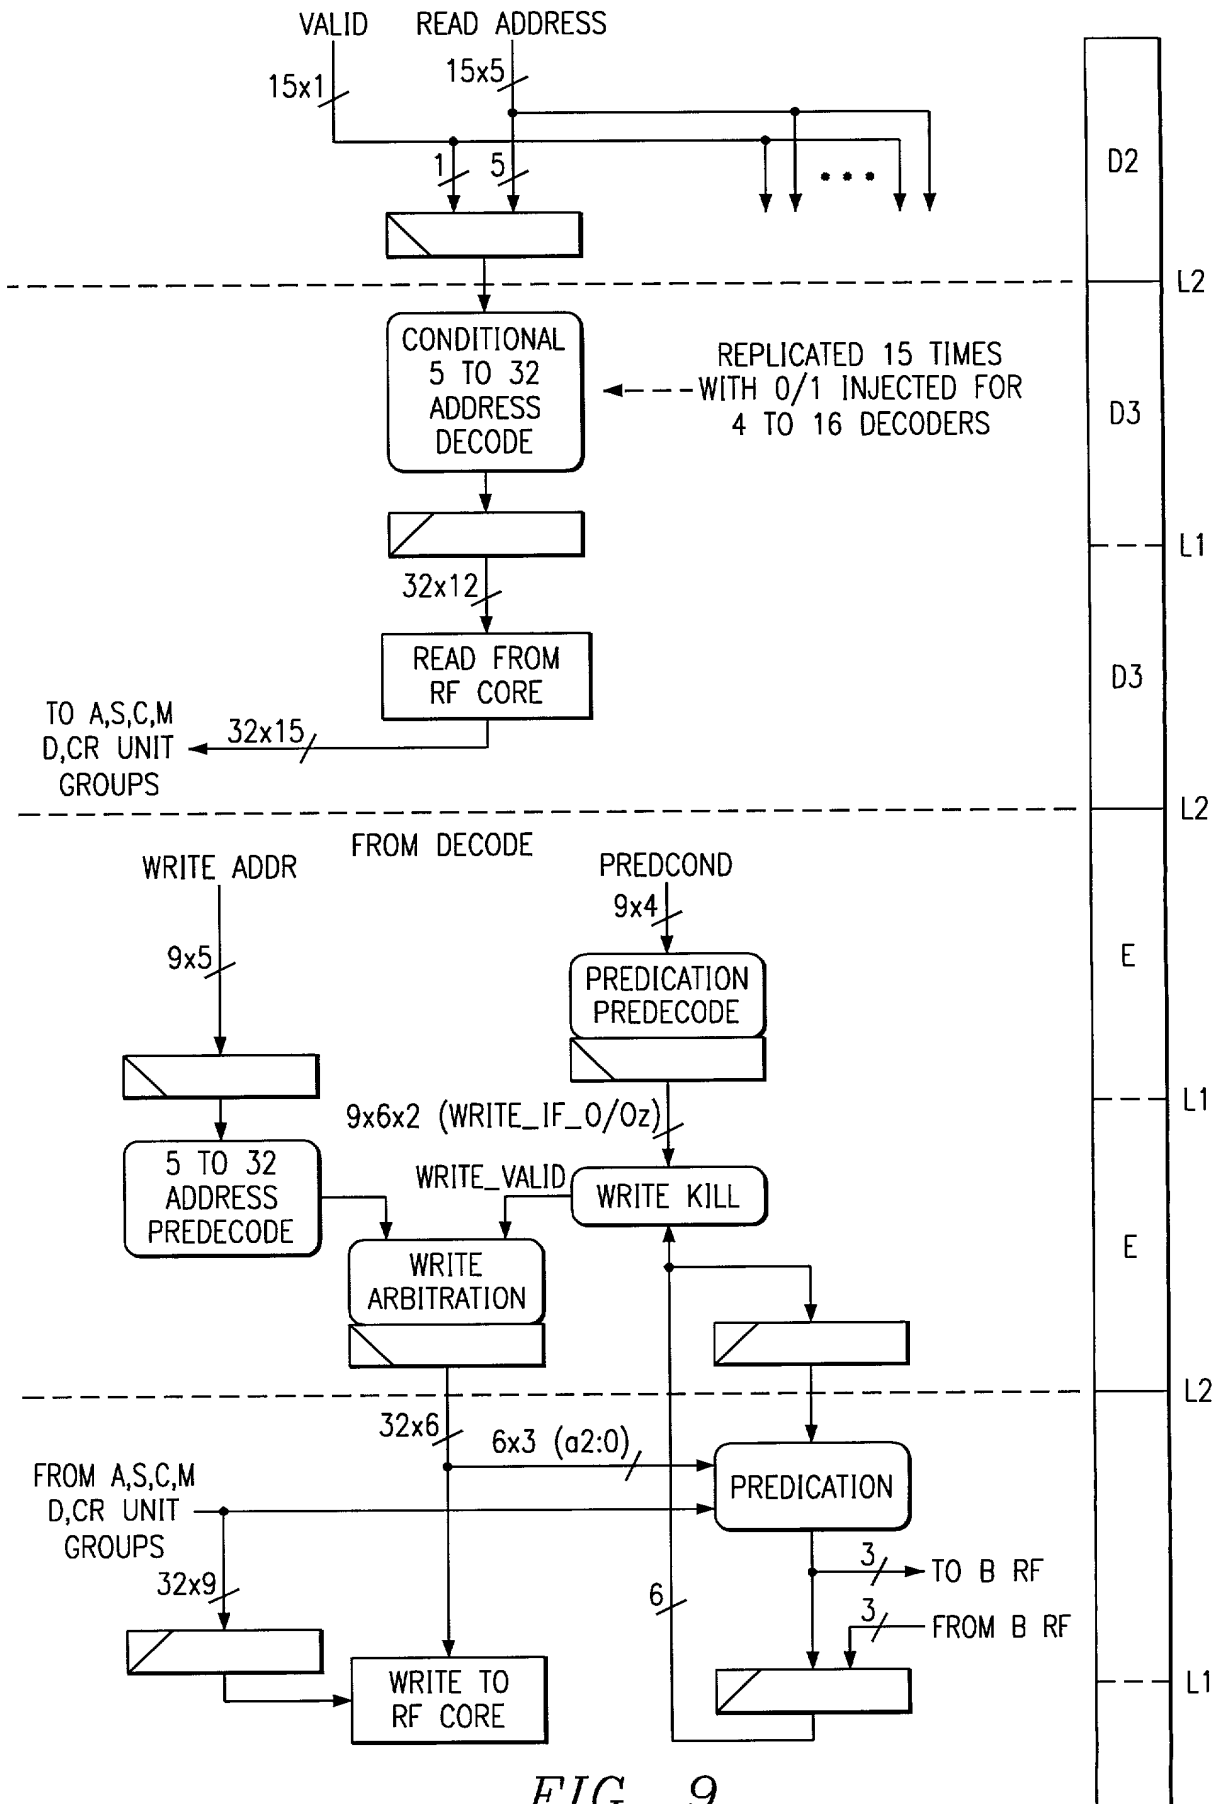 VALID READ ADDRESS
15x1
15x5
1
5
D2
L2
CONDITIONAL
5 TO 32
ADDRESS
DECODE
REPLICATED 15 TIMES
WITH 0/1 INJECTED FOR
4 TO 16 DECODERS
D3
L1
32x12
READ FROM
RF CORE
D3
TO A,S,C,M
D,CR UNIT
GROUPS
32x15
L2
FROM DECODE
WRITE ADDR
PREDCOND
9x4
9x5
PREDICATION
PREDECODE
E
L1
9x6x2 (WRITE_IF_0/0z)
5 TO 32
ADDRESS
PREDECODE
WRITE_VALID
WRITE KILL
WRITE
ARBITRATION
E
L2
32x6
6x3 (a2:0)
FROM A,S,C,M
D,CR UNIT
GROUPS
PREDICATION
32x9
6
3
TO B RF
3
FROM B RF
WRITE TO
RF CORE
L1
FIG. 9